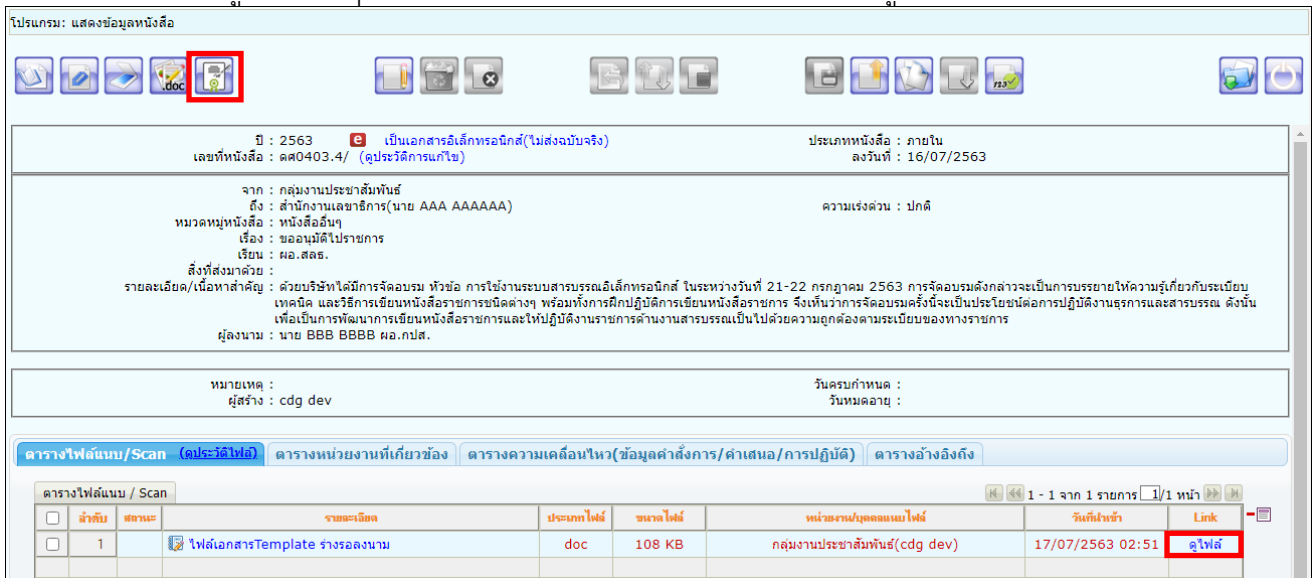 โปรแกรม: แสดงข้อมูลหนังสือ
.doc
ปี : 2563 e เป็นเอกสารอิเล็กทรอนิกส์(ไม่ส่งฉบับจริง) ประเภทหนังสือ : ภายใน
เลขที่หนังสือ : ดศ0403.4/ (ดูประวัติการแก้ไข) ลงวันที่ : 16/07/2563
จาก : กลุ่มงานประชาสัมพันธ์
ถึง : สำนักงานเลขาธิการ(นาย AAA AAAAAA) ความเร่งด่วน : ปกติ
หมวดหมู่หนังสือ : หนังสืออื่นๆ
เรื่อง : ขออนุมัติไปราชการ
เรียน : ผอ.สลธ.
สิ่งที่ส่งมาด้วย :
รายละเอียด/เนื้อหาสำคัญ : ด้วยบริษัทได้มีการจัดอบรม หัวข้อ การใช้งานระบบสารบรรณอิเล็กทรอนิกส์ ในระหว่างวันที่ 21-22 กรกฎาคม 2563 การจัดอบรมดังกล่าวจะเป็นการบรรยายให้ความรู้เกี่ยวกับระเบียบ
เทคนิค และวิธีการเขียนหนังสือราชการชนิดต่างๆ พร้อมทั้งการฝึกปฏิบัติการเขียนหนังสือราชการ จึงเห็นว่าการจัดอบรมครั้งนี้จะเป็นประโยชน์ต่อการปฏิบัติงานธุรการและสารบรรณ ดังนั้น
เพื่อเป็นการพัฒนาการเขียนหนังสือราชการและให้ปฏิบัติงานราชการด้านงานสารบรรณเป็นไปด้วยความถูกต้องตามระเบียบของทางราชการ
ผู้ลงนาม : นาย BBB BBBB ผอ.กปส.
หมายเหตุ : วันครบกำหนด :
ผู้สร้าง : cdg dev วันหมดอายุ :
ตารางไฟล์แนบ/Scan (ดูประวัติไฟล์) ตารางหน่วยงานที่เกี่ยวข้อง ตารางความเคลื่อนไหว(ข้อมูลคำสั่งการ/คำเสนอ/การปฏิบัติ) ตารางอ้างอิงถึง
ตารางไฟล์แนบ / Scan 1 - 1 จาก 1 รายการ 1/1 หน้า
ลำดับ สถานะ รายละเอียด ประเภทไฟล์ ขนาดไฟล์ หน่วยงาน/บุคคลแนบไฟล์ วันที่นำเข้า Link
1 ไฟล์เอกสารTemplate ร่างรอลงนาม doc 108 KB กลุ่มงานประชาสัมพันธ์(cdg dev) 17/07/2563 02:51 ดูไฟล์